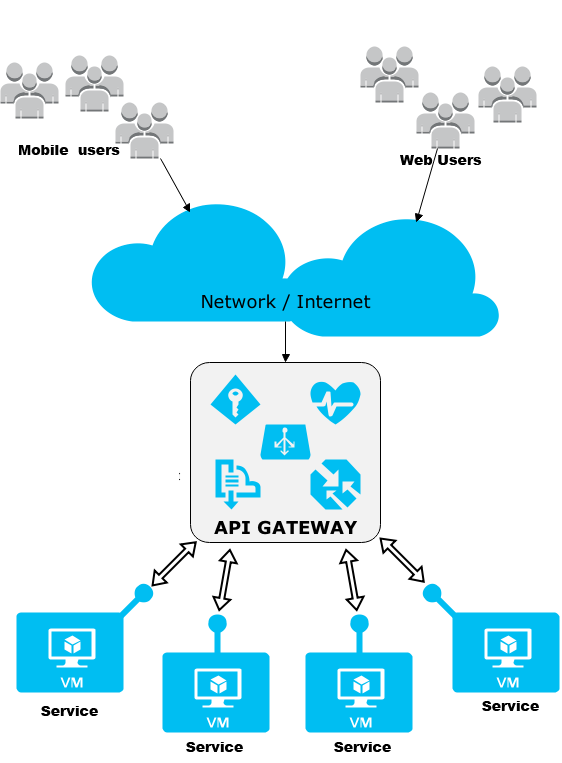 Mobile users
Web Users
Network / Internet
:
API GATEWAY
VM
VM
VM
VM
Service
Service
Service
Service